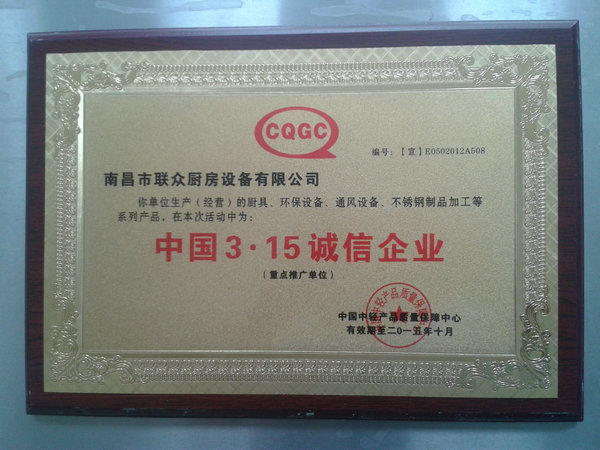 CQGC
编号：【宣】E0502012A508
南昌市联众厨房设备有限公司
你单位生产（经营）的厨具、环保设备、通风设备、不锈钢制品加工等
系列产品，在本次活动中为：
中国3·15诚信企业
（重点推广单位）
中国中轻产品质量保障中心
有效期至二〇一五年十月